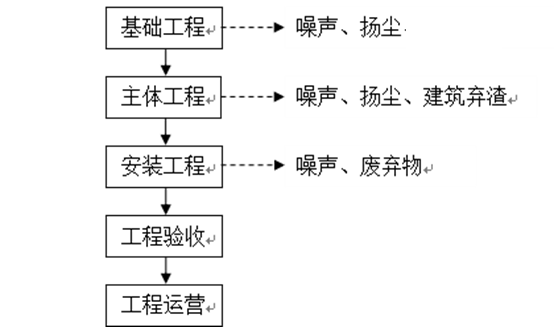 基础工程 噪声、扬尘
主体工程 噪声、扬尘、建筑弃渣
安装工程 噪声、废弃物
工程验收
工程运营